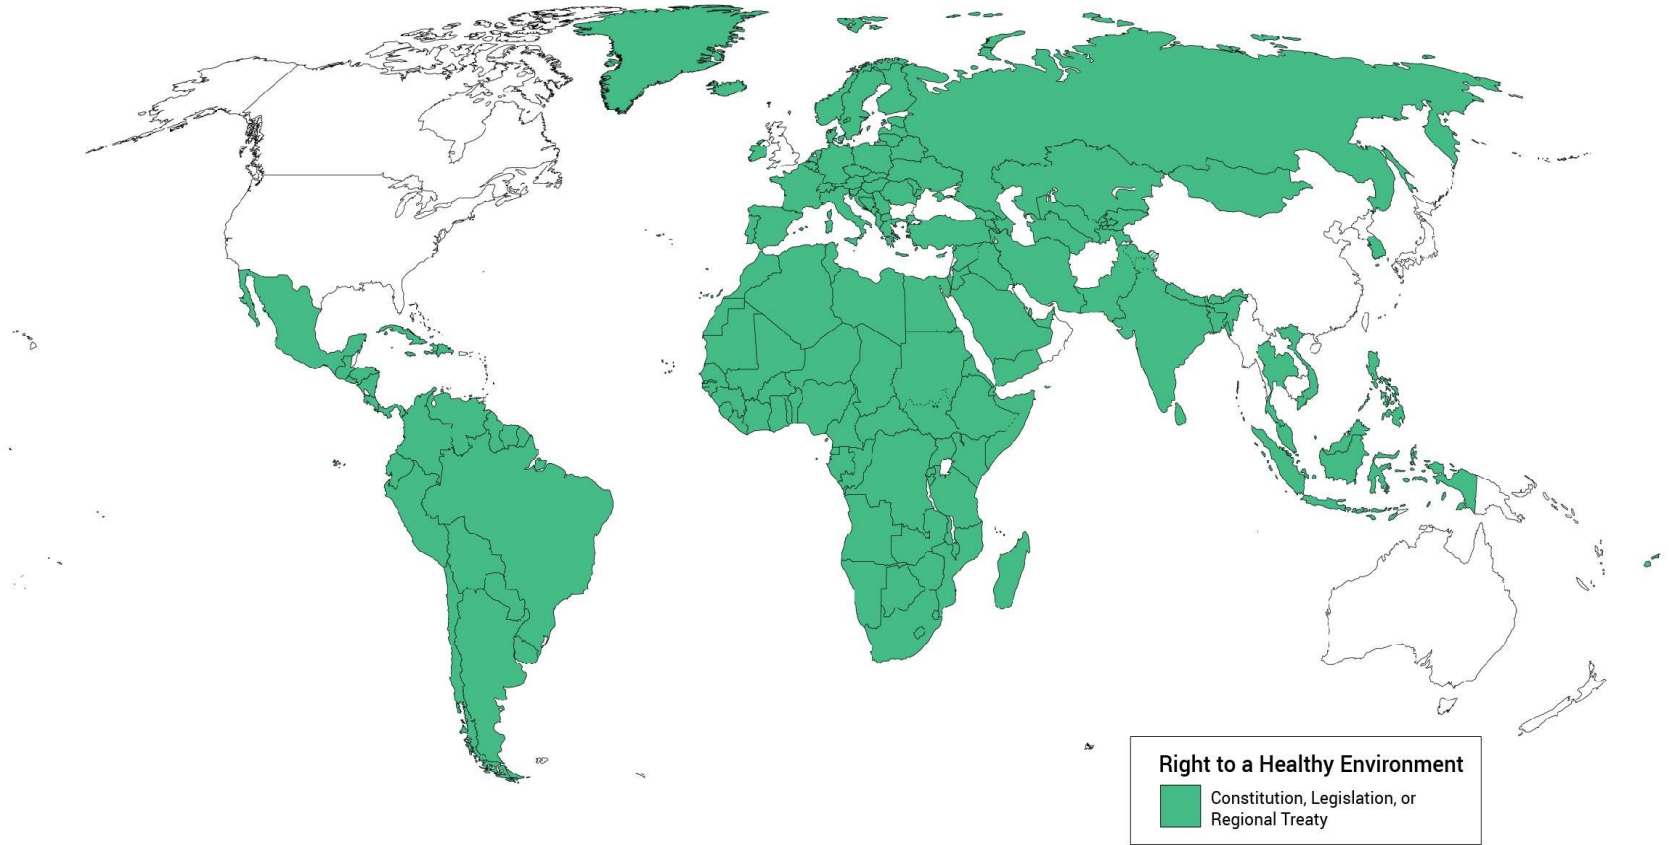 Right to a Healthy Environment
Constitution, Legislation, or
Regional Treaty